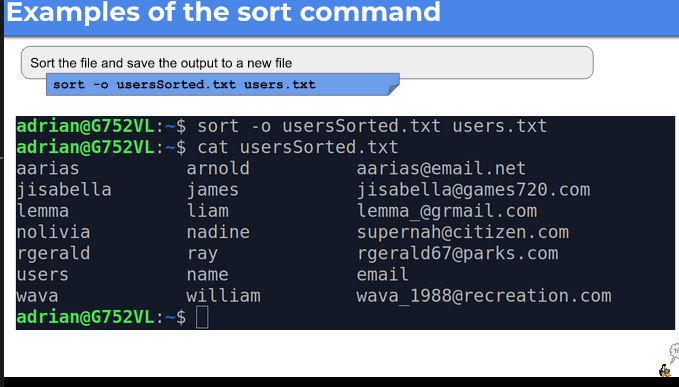 Examples of the sort command
Sort the file and save the output to a new file
sort -o usersSorted.txt users.txt
adrian@G752VL:~$ sort -o usersSorted.txt users.txt
adrian@G752VL:~$ cat usersSorted.txt
aarias arnold aarias@email.net
jisabella james jisabella@games720.com
lemma liam lemma_@grmail.com
nolivia nadine supernah@citizen.com
rgerald ray rgerald67@parks.com
users name email
wava william wava_1988@recreation.com
adrian@G752VL:~$